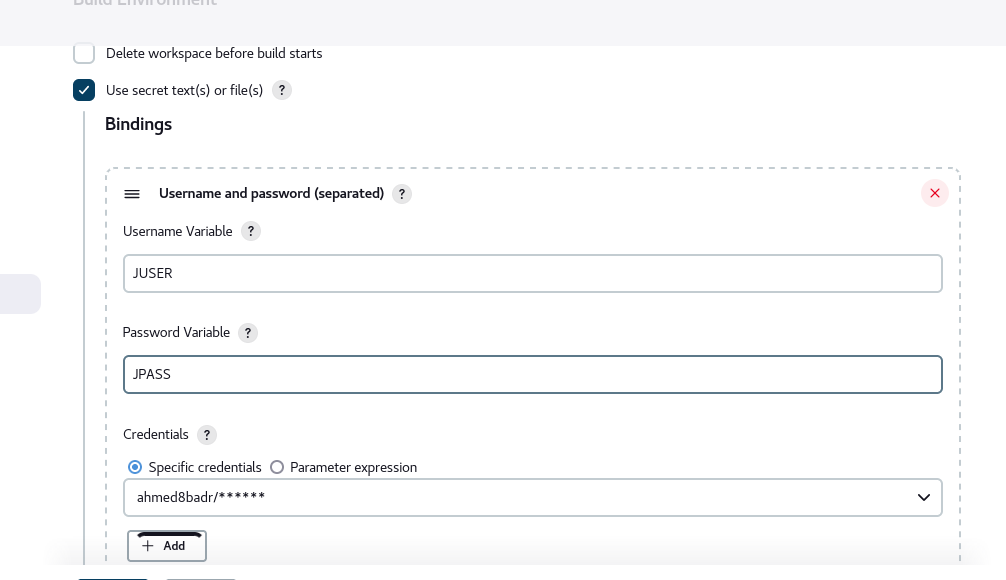 Build Environment
Delete workspace before build starts
Use secret text(s) or file(s) ?
Bindings
Username and password (separated) ?
Username Variable ?
JUSER
Password Variable ?
JPASS
Credentials ?
Specific credentials Parameter expression
ahmed8badr/******
+ Add